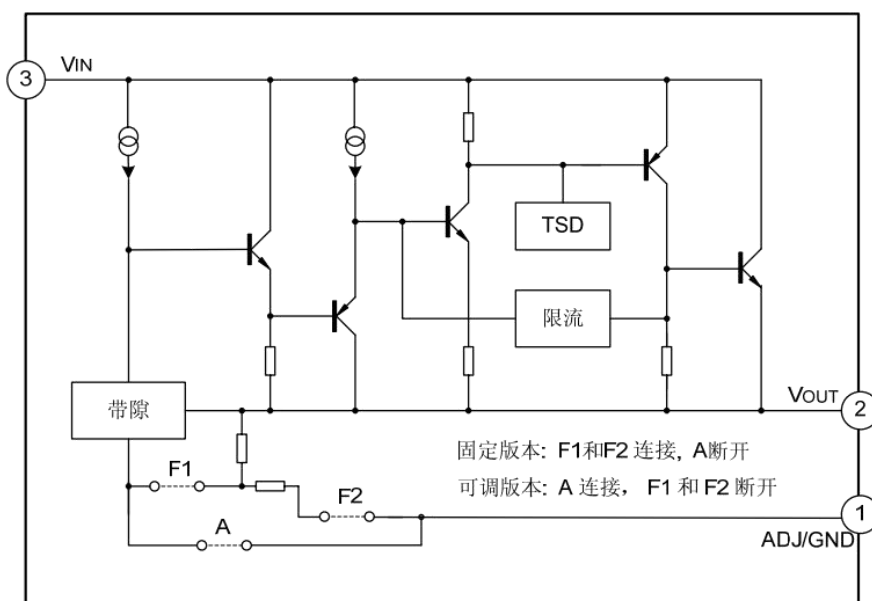 3
VIN
TSD
限流
带隙
VOUT
2
固定版本: F1和F2 连接, A断开
F1
可调版本: A 连接， F1 和 F2 断开
F2
1
A
ADJ/GND